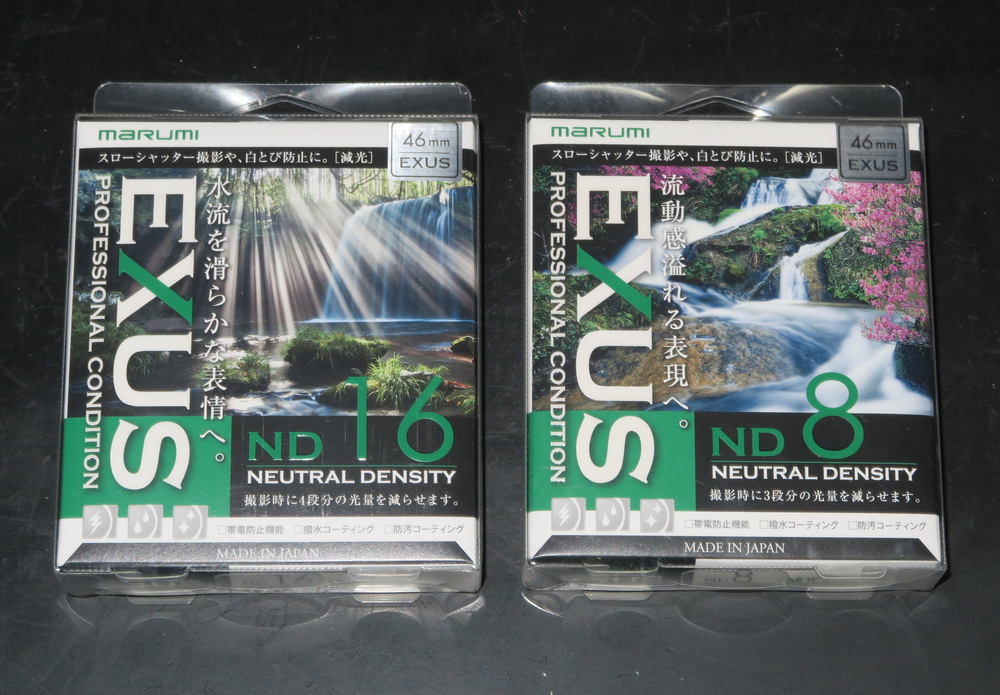 marumi
46mm
EXUS
スローシャッター撮影や、白とび防止に。[減光]
EXUS
PROFESSIONAL CONDITION
水流を滑らかな表情へ。
ND 16
NEUTRAL DENSITY
撮影時に4段分の光量を減らせます。
□帯電防止機能 □撥水コーティング □防汚コーティング
MADE IN JAPAN
marumi
46mm
EXUS
スローシャッター撮影や、白とび防止に。[減光]
EXUS
PROFESSIONAL CONDITION
流動感溢れる表現へ。
ND 8
NEUTRAL DENSITY
撮影時に3段分の光量を減らせます。
□帯電防止機能 □撥水コーティング □防汚コーティング
MADE IN JAPAN